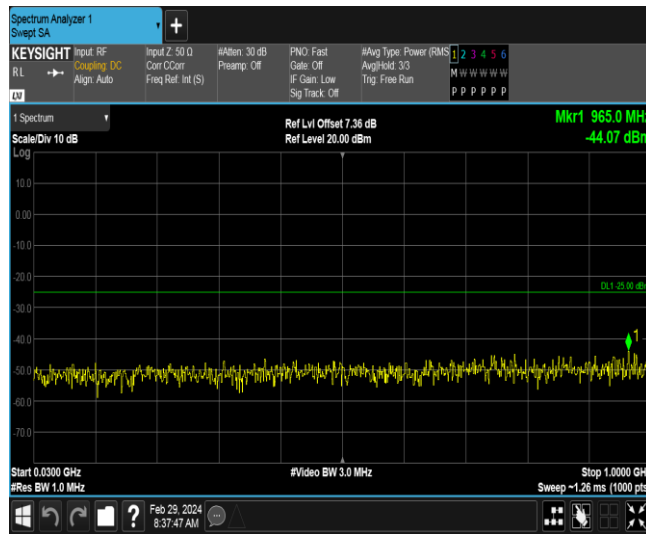 Spectrum Analyzer 1
Swept SA
+
KEYSIGHT
RL
LXI
Input: RF
Coupling: DC
Align: Auto
Input Z: 50 Ω
Corr CCorr
Freq Ref: Int (S)
#Atten: 30 dB
Preamp: Off
PNO: Fast
Gate: Off
IF Gain: Low
Sig Track: Off
#Avg Type: Power (RMS
Avg|Hold: 3/3
Trig: Free Run
1 2 3 4 5 6
M W W W W W
P P P P P P
1 Spectrum
Scale/Div 10 dB
Log
Ref Lvl Offset 7.36 dB
Ref Level 20.00 dBm
Mkr1 965.0 MHz
-44.07 dBm
10.0
0.00
-10.0
-20.0
-30.0
-40.0
-50.0
-60.0
-70.0
DL1 -25.00 dBm
1
Start 0.0300 GHz
#Res BW 1.0 MHz
#Video BW 3.0 MHz
Stop 1.0000 GHz
Sweep ~1.26 ms (1000 pts)
?
Feb 29, 2024
8:37:47 AM